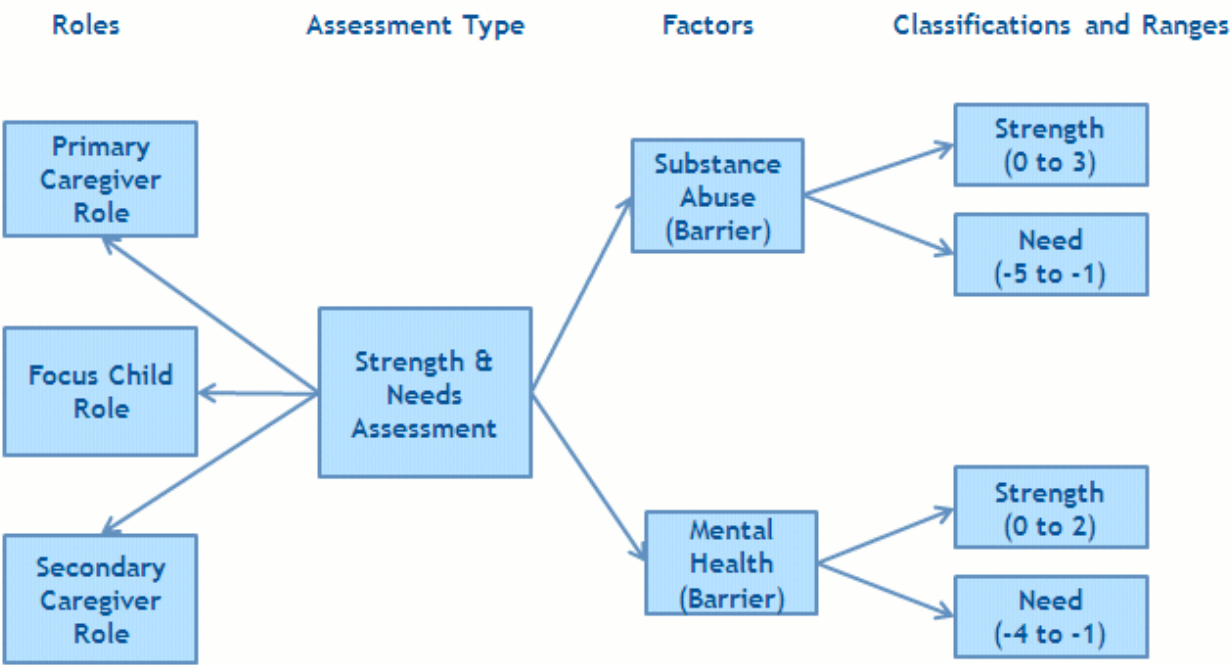 Roles
Assessment Type
Factors
Classifications and Ranges
Primary
Caregiver
Role
Focus Child
Role
Secondary
Caregiver
Role
Strength &
Needs
Assessment
Substance
Abuse
(Barrier)
Mental
Health
(Barrier)
Strength
(0 to 3)
Need
(-5 to -1)
Strength
(0 to 2)
Need
(-4 to -1)